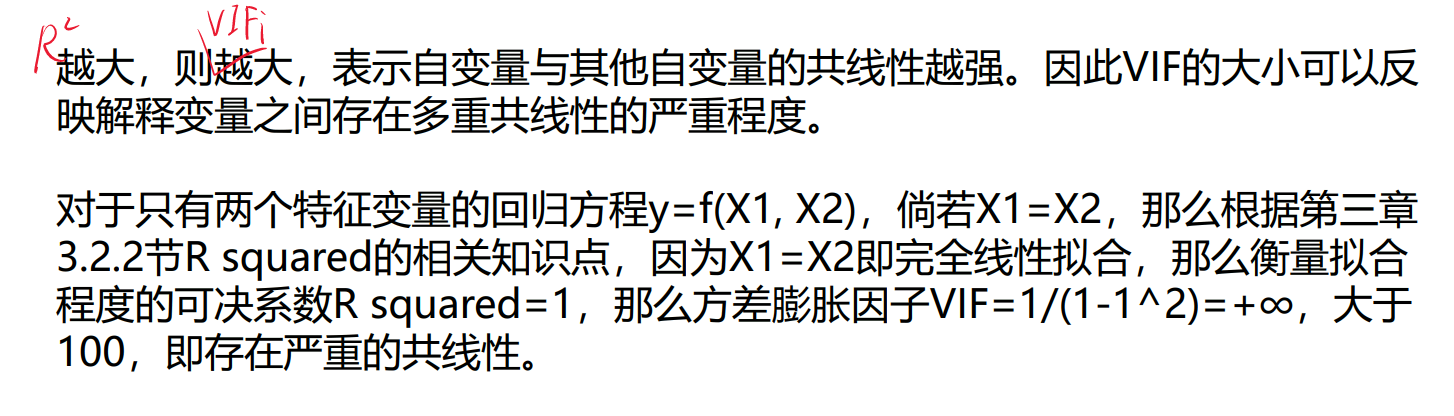 R² VIFi
越大，则越大，表示自变量与其他自变量的共线性越强。因此VIF的大小可以反
映解释变量之间存在多重共线性的严重程度。
对于只有两个特征变量的回归方程y=f(X1, X2)，倘若X1=X2，那么根据第三章
3.2.2节R squared的相关知识点，因为X1=X2即完全线性拟合，那么衡量拟合
程度的可决系数R squared=1，那么方差膨胀因子VIF=1/(1-1^2)=+∞，大于
100，即存在严重的共线性。